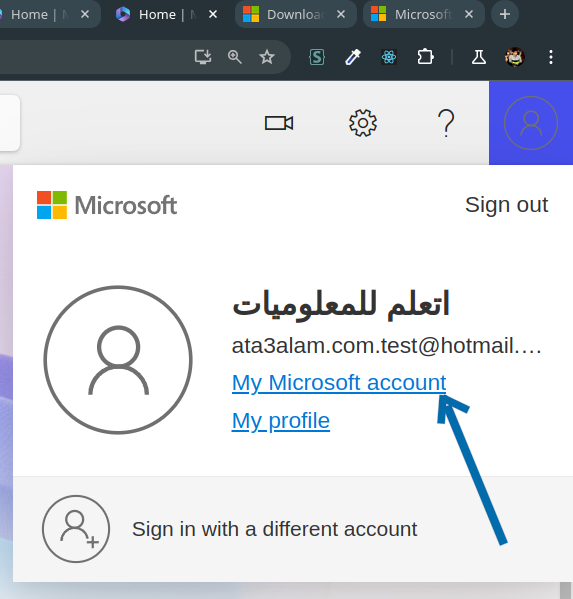 Home |
Home |
Downloa
Microsof
Microsoft
Sign out
اتعلم للمعلوميات
ata3alam.com.test@hotmail.…
My Microsoft account
My profile
Sign in with a different account